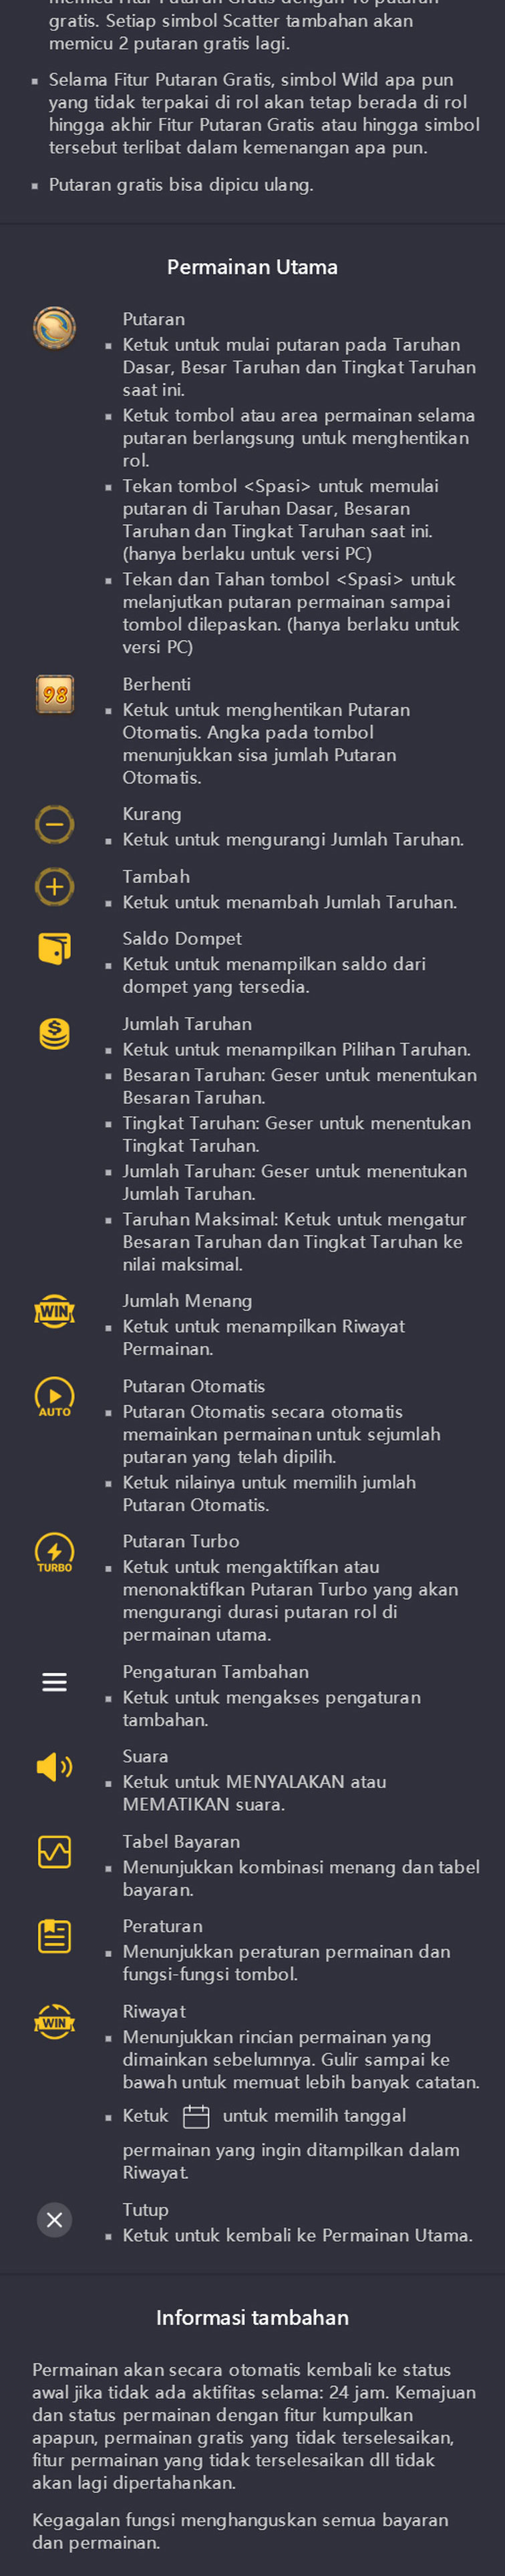 gratis. Setiap simbol Scatter tambahan akan
memicu 2 putaran gratis lagi.
Selama Fitur Putaran Gratis, simbol Wild apa pun
yang tidak terpakai di rol akan tetap berada di rol
hingga akhir Fitur Putaran Gratis atau hingga simbol
tersebut terlibat dalam kemenangan apa pun.
Putaran gratis bisa dipicu ulang.
Permainan Utama
Putaran
Ketuk untuk mulai putaran pada Taruhan
Dasar, Besar Taruhan dan Tingkat Taruhan
saat ini.
Ketuk tombol atau area permainan selama
putaran berlangsung untuk menghentikan
rol.
Tekan tombol <Spasi> untuk memulai
putaran di Taruhan Dasar, Besaran
Taruhan dan Tingkat Taruhan saat ini.
(hanya berlaku untuk versi PC)
Tekan dan Tahan tombol <Spasi> untuk
melanjutkan putaran permainan sampai
tombol dilepaskan. (hanya berlaku untuk
versi PC)
98
Berhenti
Ketuk untuk menghentikan Putaran
Otomatis. Angka pada tombol
menunjukkan sisa jumlah Putaran
Otomatis.
Kurang
Ketuk untuk mengurangi Jumlah Taruhan.
Tambah
Ketuk untuk menambah Jumlah Taruhan.
Saldo Dompet
Ketuk untuk menampilkan saldo dari
dompet yang tersedia.
Jumlah Taruhan
Ketuk untuk menampilkan Pilihan Taruhan.
Besaran Taruhan: Geser untuk menentukan
Besaran Taruhan.
Tingkat Taruhan: Geser untuk menentukan
Tingkat Taruhan.
Jumlah Taruhan: Geser untuk menentukan
Jumlah Taruhan.
Taruhan Maksimal: Ketuk untuk mengatur
Besaran Taruhan dan Tingkat Taruhan ke
nilai maksimal.
WIN
Jumlah Menang
Ketuk untuk menampilkan Riwayat
Permainan.
AUTO
Putaran Otomatis
Putaran Otomatis secara otomatis
memainkan permainan untuk sejumlah
putaran yang telah dipilih.
Ketuk nilainya untuk memilih jumlah
Putaran Otomatis.
TURBO
Putaran Turbo
Ketuk untuk mengaktifkan atau
menonaktifkan Putaran Turbo yang akan
mengurangi durasi putaran rol di
permainan utama.
Pengaturan Tambahan
Ketuk untuk mengakses pengaturan
tambahan.
Suara
Ketuk untuk MENYALAKAN atau
MEMATIKAN suara.
Tabel Bayaran
Menunjukkan kombinasi menang dan tabel
bayaran.
Peraturan
Menunjukkan peraturan permainan dan
fungsi-fungsi tombol.
WIN
Riwayat
Menunjukkan rincian permainan yang
dimainkan sebelumnya. Gulir sampai ke
bawah untuk memuat lebih banyak catatan.
Ketuk untuk memilih tanggal
permainan yang ingin ditampilkan dalam
Riwayat.
Tutup
Ketuk untuk kembali ke Permainan Utama.
Informasi tambahan
Permainan akan secara otomatis kembali ke status
awal jika tidak ada aktifitas selama: 24 jam. Kemajuan
dan status permainan dengan fitur kumpulkan
apapun, permainan gratis yang tidak terselesaikan,
fitur permainan yang tidak terselesaikan dll tidak
akan lagi dipertahankan.
Kegagalan fungsi menghanguskan semua bayaran
dan permainan.